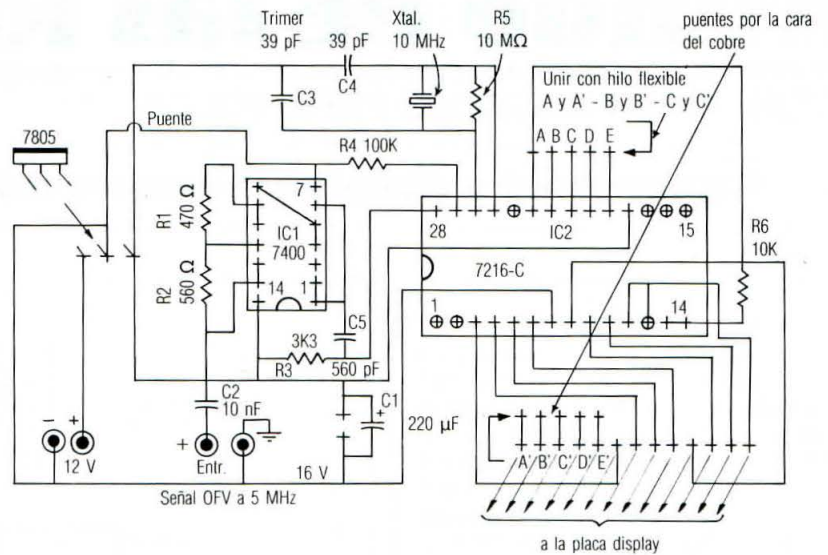 Trimer
39 pF
39 pF
C4
C3
Xtal.
10 MHz
R5
10 MΩ
puentes por la cara
del cobre
Unir con hilo flexible
A y A' - B y B' - C y C'
A B C D E
Puente
7805
R4 100K
R1
470 Ω
R2
560 Ω
7
IC1
7400
14
1
28
IC2
15
7216-C
1
14
R6
10K
C5
560 pF
3K3
R3
C2
10 nF
C1
+
220 µF
16 V
- +
12 V
+
Entr.
Señal OFV a 5 MHz
A' B' C' D' E'
a la placa display